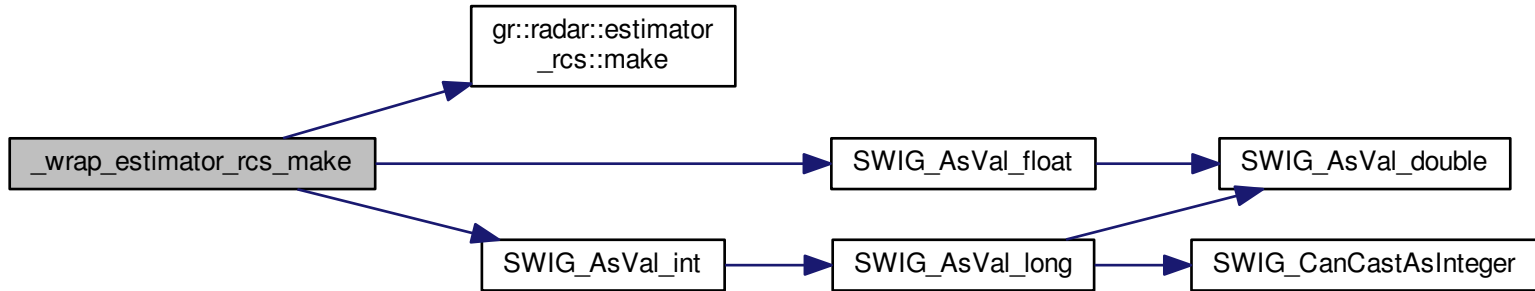 gr::radar::estimator
_rcs::make
_wrap_estimator_rcs_make
SWIG_AsVal_float
SWIG_AsVal_double
SWIG_AsVal_int
SWIG_AsVal_long
SWIG_CanCastAsInteger